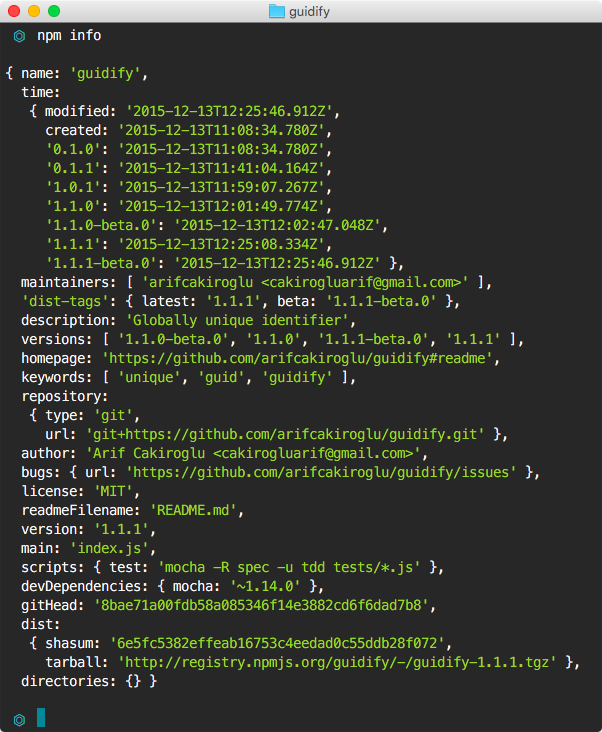 guidify
npm info
{ name: 'guidify',
  time:
   { modified: '2015-12-13T12:25:46.912Z',
     created: '2015-12-13T11:08:34.780Z',
     '0.1.0': '2015-12-13T11:08:34.780Z',
     '0.1.1': '2015-12-13T11:41:04.164Z',
     '1.0.1': '2015-12-13T11:59:07.267Z',
     '1.1.0': '2015-12-13T12:01:49.774Z',
     '1.1.0-beta.0': '2015-12-13T12:02:47.048Z',
     '1.1.1': '2015-12-13T12:25:08.334Z',
     '1.1.1-beta.0': '2015-12-13T12:25:46.912Z' },
  maintainers: [ 'arifcakiroglu <cakirogluarif@gmail.com>' ],
  'dist-tags': { latest: '1.1.1', beta: '1.1.1-beta.0' },
  description: 'Globally unique identifier',
  versions: [ '1.1.0-beta.0', '1.1.0', '1.1.1-beta.0', '1.1.1' ],
  homepage: 'https://github.com/arifcakiroglu/guidify#readme',
  keywords: [ 'unique', 'guid', 'guidify' ],
  repository:
   { type: 'git',
     url: 'git+https://github.com/arifcakiroglu/guidify.git' },
  author: 'Arif Cakiroglu <cakirogluarif@gmail.com>',
  bugs: { url: 'https://github.com/arifcakiroglu/guidify/issues' },
  license: 'MIT',
  readmeFilename: 'README.md',
  version: '1.1.1',
  main: 'index.js',
  scripts: { test: 'mocha -R spec -u tdd tests/*.js' },
  devDependencies: { mocha: '~1.14.0' },
  gitHead: '8bae71a00fdb58a085346f14e3882cd6f6dad7b8',
  dist:
   { shasum: '6e5fc5382effeab16753c4eedad0c55ddb28f072',
     tarball: 'http://registry.npmjs.org/guidify/-/guidify-1.1.1.tgz' },
  directories: {} }